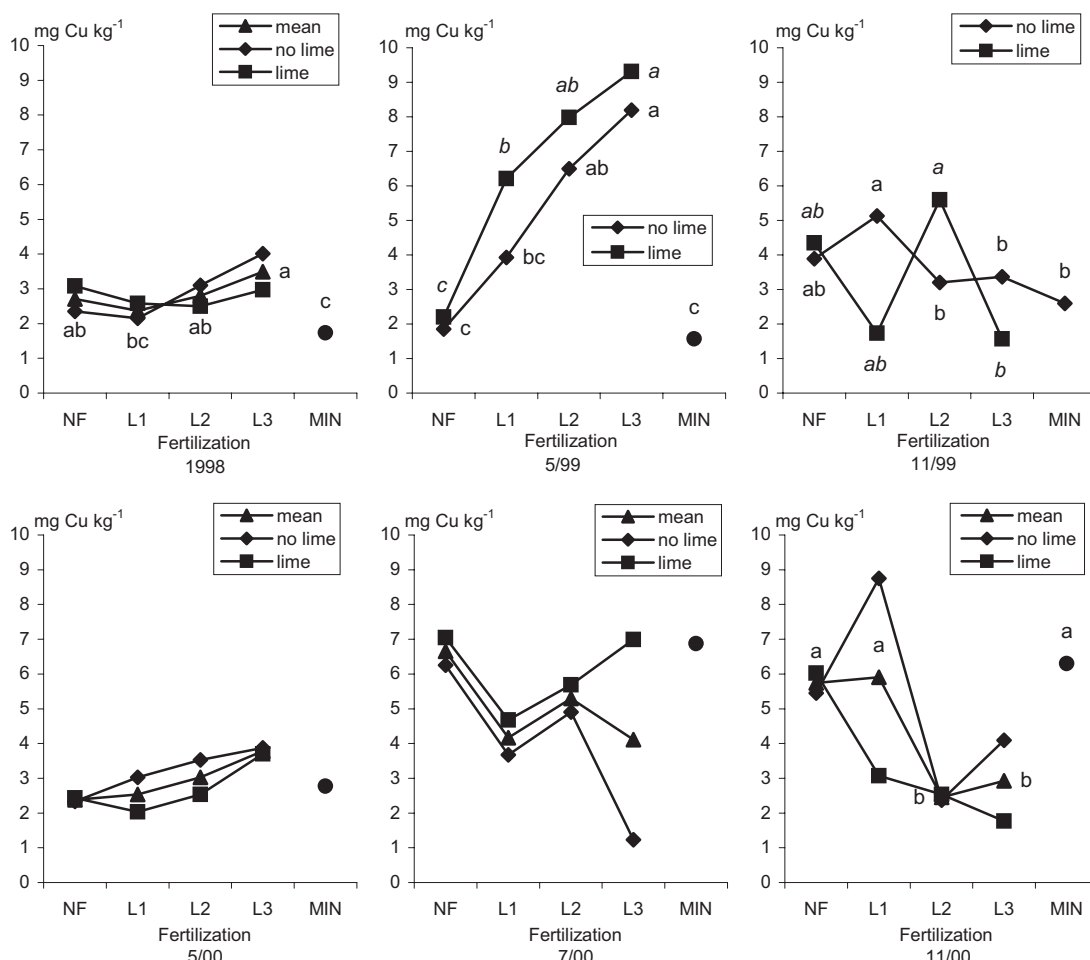 mg Cu kg-1
mean
no lime
lime
10
9
8
7
6
5
4
3
2
1
0
a
c
ab
bc
ab
NF L1 L2 L3 MIN
Fertilization
1998
mg Cu kg-1
10
9
8
7
6
5
4
3
2
1
0
a
ab
a
b
ab
no lime
lime
bc
c
c
c
NF L1 L2 L3 MIN
Fertilization
5/99
mg Cu kg-1
no lime
lime
10
9
8
7
6
5
4
3
2
1
0
a
a
ab
b
b
ab
b
ab
b
NF L1 L2 L3 MIN
Fertilization
11/99
mg Cu kg-1
mean
no lime
lime
10
9
8
7
6
5
4
3
2
1
0
NF L1 L2 L3 MIN
Fertilization
5/00
mg Cu kg-1
mean
no lime
lime
10
9
8
7
6
5
4
3
2
1
0
NF L1 L2 L3 MIN
Fertilization
7/00
mg Cu kg-1
mean
no lime
lime
10
9
8
7
6
5
4
3
2
1
0
a
a
a
b
b
NF L1 L2 L3 MIN
Fertilization
11/00